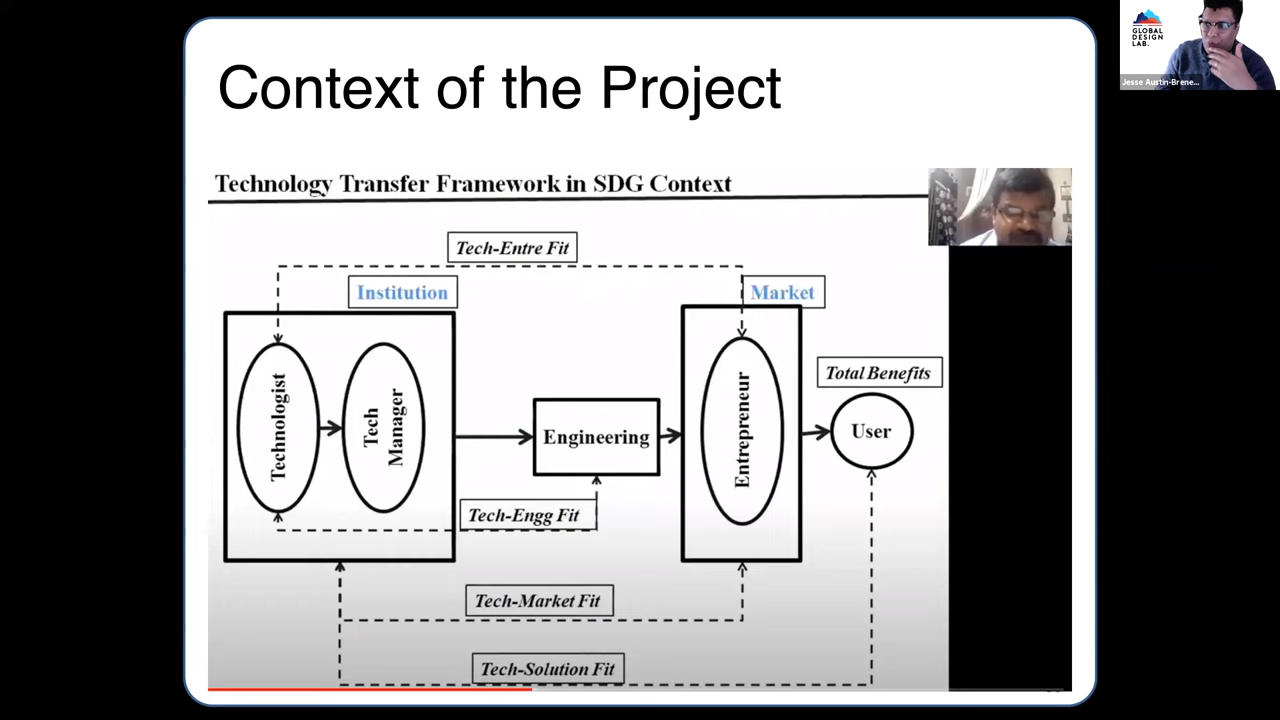 Context of the Project
GLOBAL
DESIGN
LAB.
Jesse Austin-Brene...
Technology Transfer Framework in SDG Context
Tech-Entre Fit
Institution
Market
Total Benefits
Technologist
Tech
Manager
Engineering
Entrepreneur
User
Tech-Engg Fit
Tech-Market Fit
Tech-Solution Fit